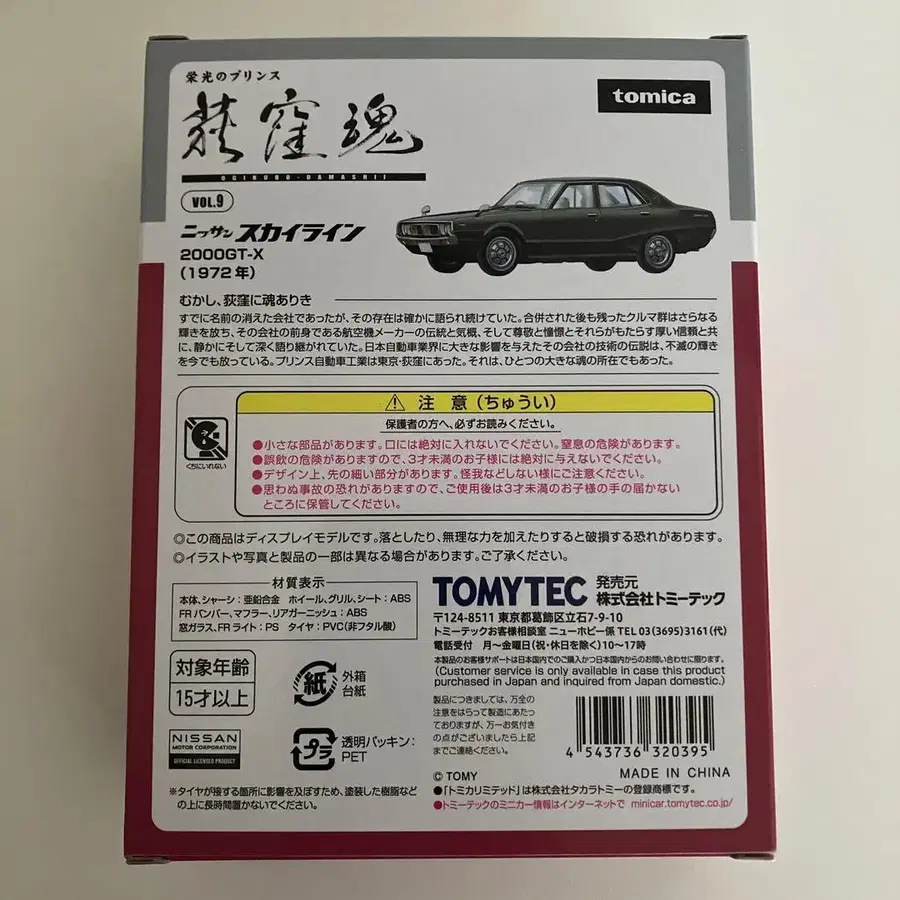 栄光のプリンス
荻窪魂
OGIKUBO-DAMASHII
tomica
VOL.9
ニッサン スカイライン
2000GT-X
(1972年)
むかし、荻窪に魂ありき
すでに名前の消えた会社であったが、その存在は確かに語られ続けていた。合併された後も残ったクルマ群はさらなる
輝きを放ち、その会社の前身である航空機メーカーの伝統と気概、そして尊敬と憧憬とそれらがもたらす厚い信頼と共
に、静かにそして深く語り継がれていた。日本自動車業界に大きな影響を与えたその会社の技術の伝説は、不滅の輝き
を今でも放っている。プリンス自動車工業は東京・荻窪にあった。それは、ひとつの大きな魂の所在でもあった。
くちにいれない
注 意(ちゅうい)
保護者の方へ、必ずお読みください。
●小さな部品があります。口には絶対に入れないでください。窒息の危険があります。
●誤飲の危険がありますので、3才未満のお子様には絶対に与えないでください。
●デザイン上、先の細い部分があります。怪我などしない様にご注意ください。
●思わぬ事故の恐れがありますので、ご使用後は3才未満のお子様の手の届かない
ところに保管してください。
◎この商品はディスプレイモデルです。落としたり、無理な力を加えたりすると破損する恐れがあります。
◎イラストや写真と製品の一部は異なる場合があります。ご了承ください。
材質表示
本体、シャーシ:亜鉛合金 ホイール、グリル、シート:ABS
FRバンパー、マフラー、リアガーニッシュ:ABS
窓ガラス、FRライト:PS タイヤ:PVC(非フタル酸)
対象年齢
15才以上
紙
外箱
台紙
プラ
透明パッキン:
PET
NISSAN
MOTOR CORPORATION
OFFICIAL LICENSED PRODUCT
※タイヤが接する箇所に影響を及ぼすため、塗装した樹脂など
の上に長時間置かないでください。
TOMYTEC 発売元
株式会社トミーテック
〒124-8511 東京都葛飾区立石7-9-10
トミーテックお客様相談室 ニューホビー係 TEL 03(3695)3161(代)
電話受付 月~金曜日(祝・休日を除く)10~17時
本製品のお客様サポートは日本国内でのご購入かつ日本国内からのお問い合わせに限ります。
(Customer service is only available in case this product
purchased in Japan and inquired from Japan domestic.)
製品につきましては、万全の
注意をはらって製造にあたっ
ておりますが、万一お気付き
の点がございましたら上記
までご連絡ください。
4 543736 320395
© TOMY
MADE IN CHINA
●「トミカリミテッド」は株式会社タカラトミーの登録商標です。
●トミーテックのミニカー情報はインターネットで minicar.tomytec.co.jp/